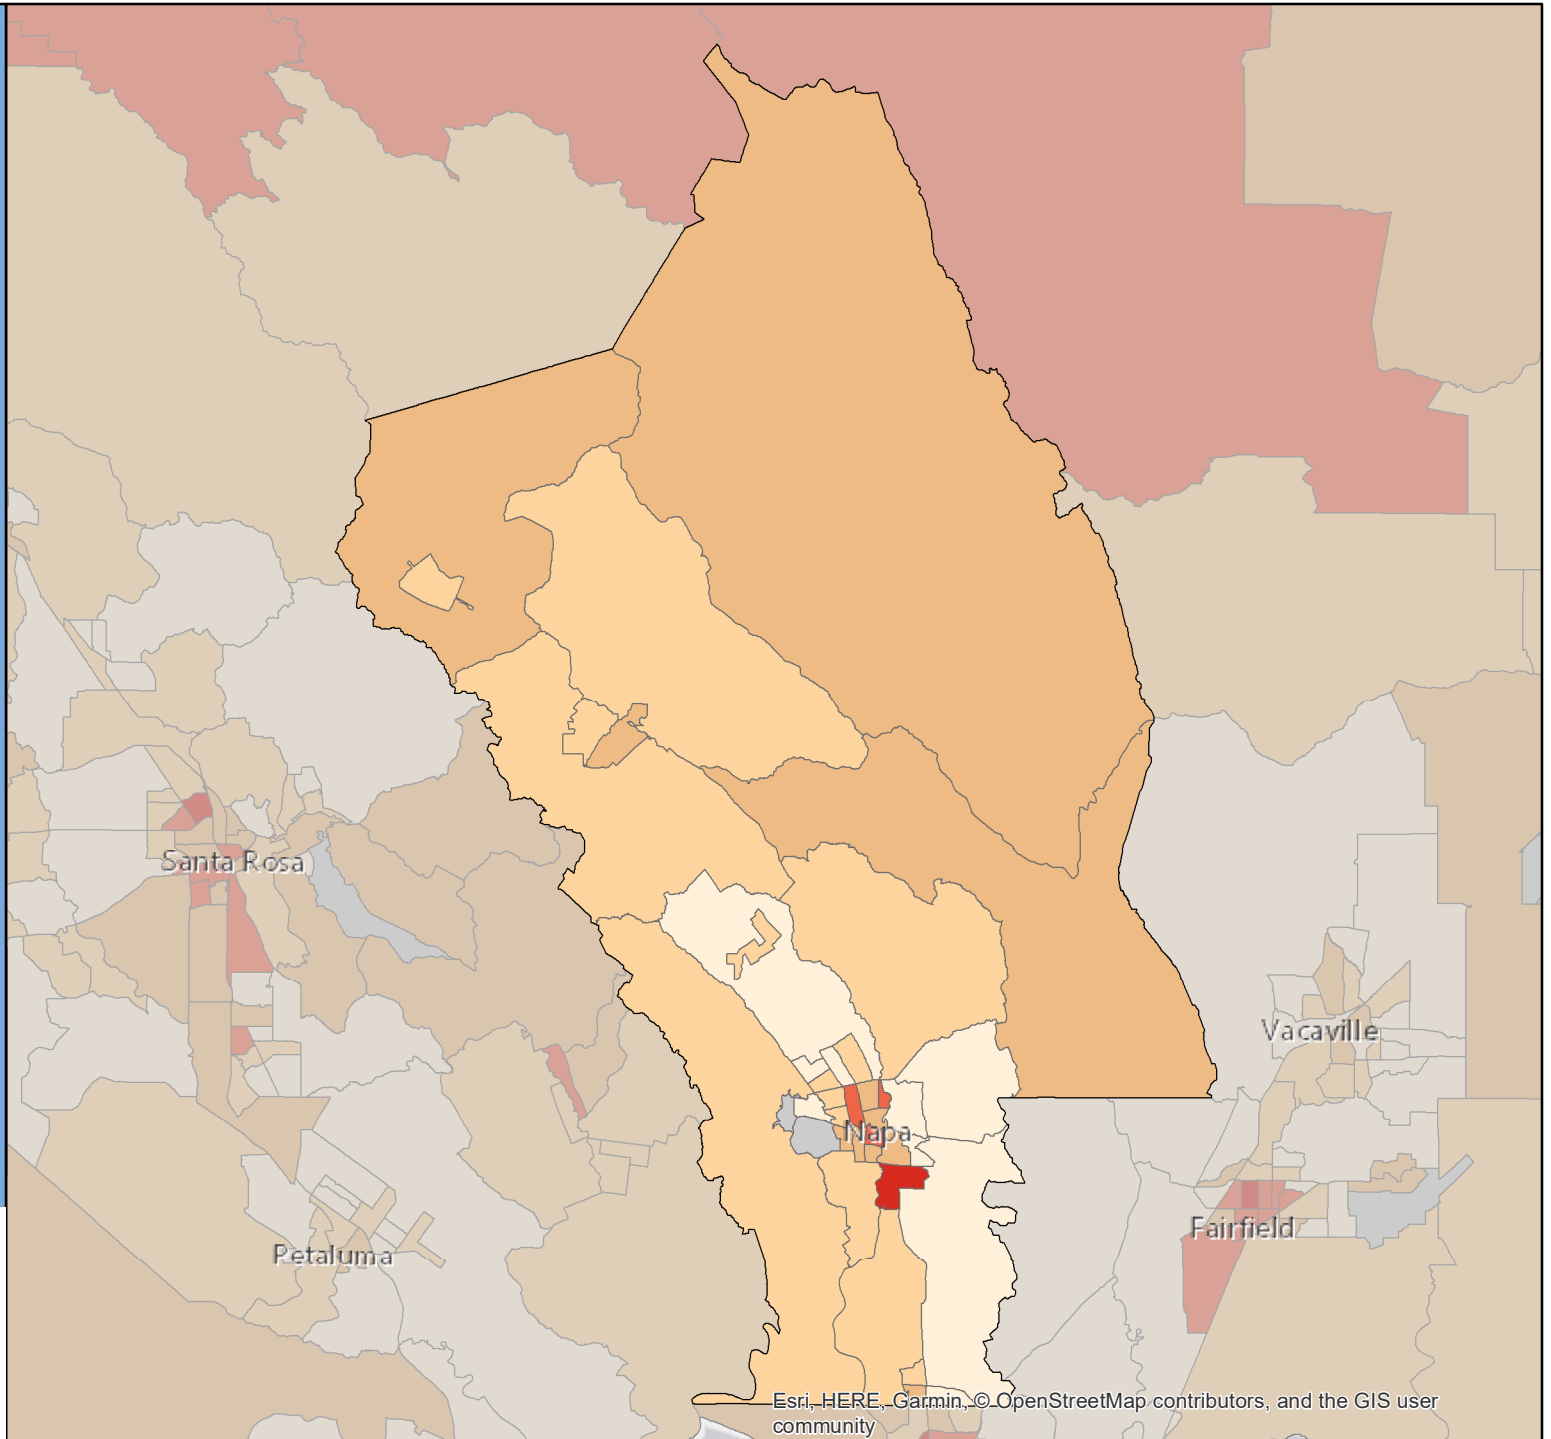 Santa Rosa
Vacaville
Napa
Fairfield
Petaluma
Esri, HERE, Garmin, © OpenStreetMap contributors, and the GIS user
community